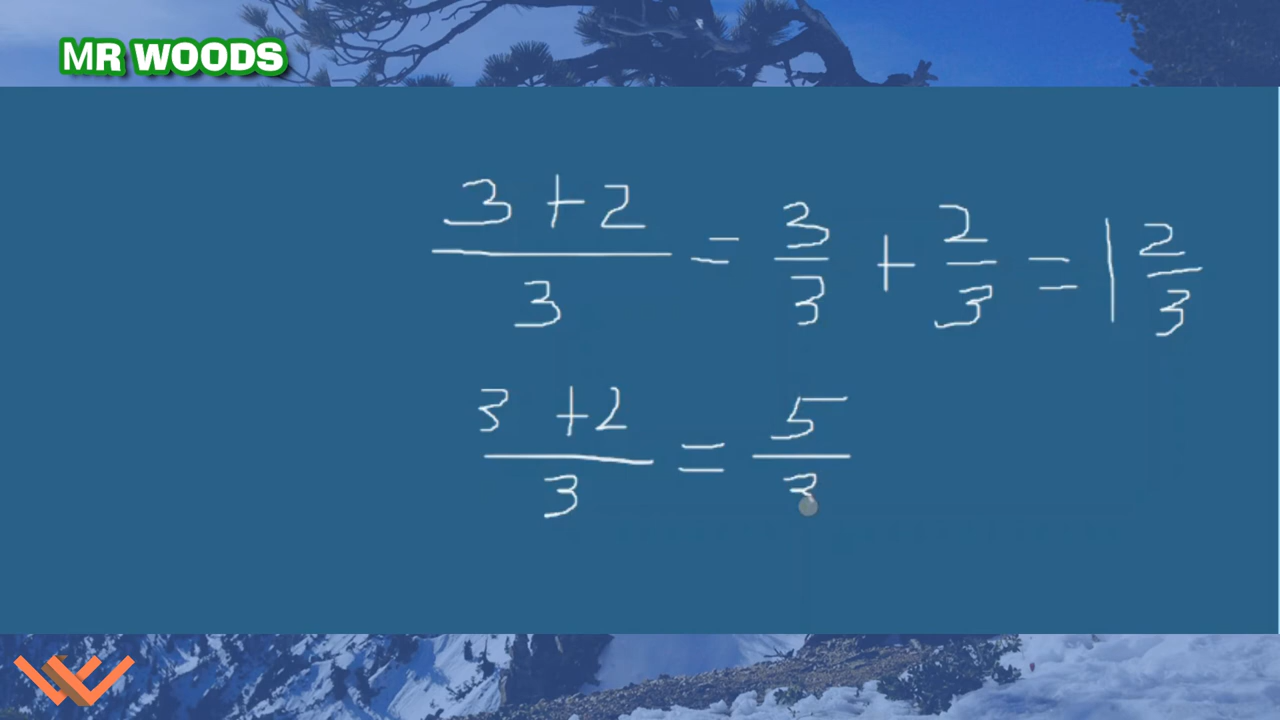 MR WOODS
3 + 2 / 3 = 3/3 + 2/3 = 1 2/3
3 + 2 / 3 = 5/3